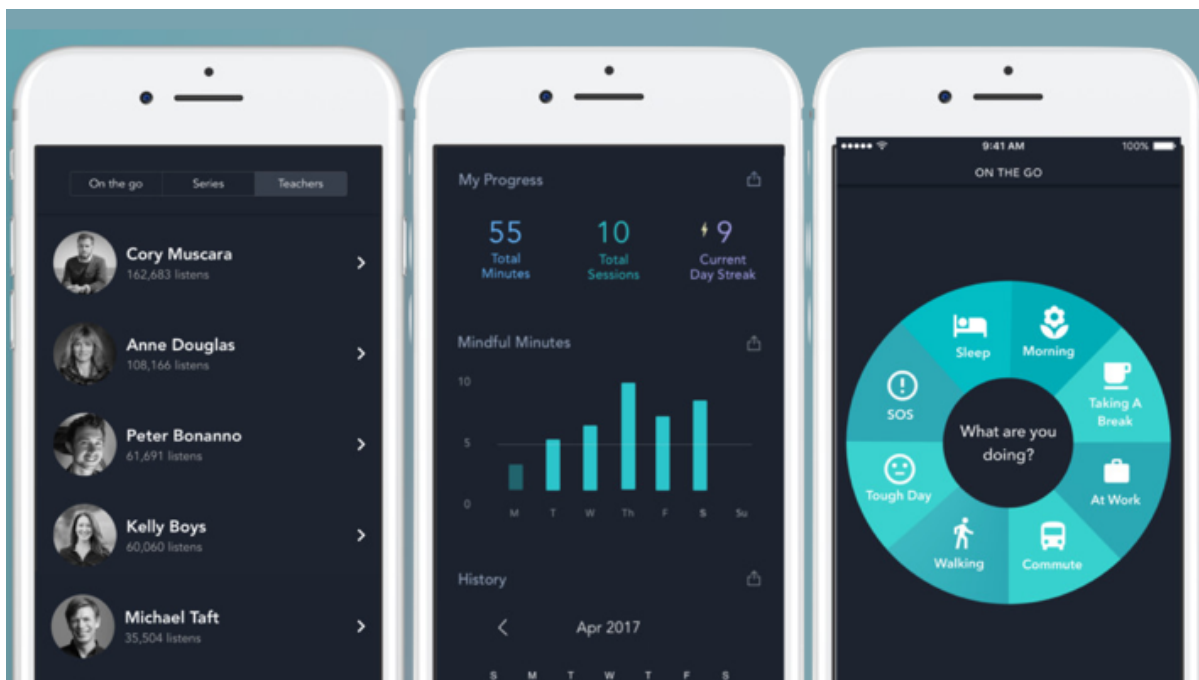 On the go
Series
Teachers
Cory Muscara
162,683 listens
Anne Douglas
108,166 listens
Peter Bonanno
61,691 listens
Kelly Boys
60,060 listens
Michael Taft
35,504 listens
My Progress
55
Total
Minutes
10
Total
Sessions
9
Current
Day Streak
Mindful Minutes
10
5
0
M T W Th F S Su
History
Apr 2017
S M T W T F S
9:41 AM
100%
ON THE GO
Sleep
Morning
Taking A
Break
At Work
Commute
Walking
Tough Day
SOS
What are you
doing?